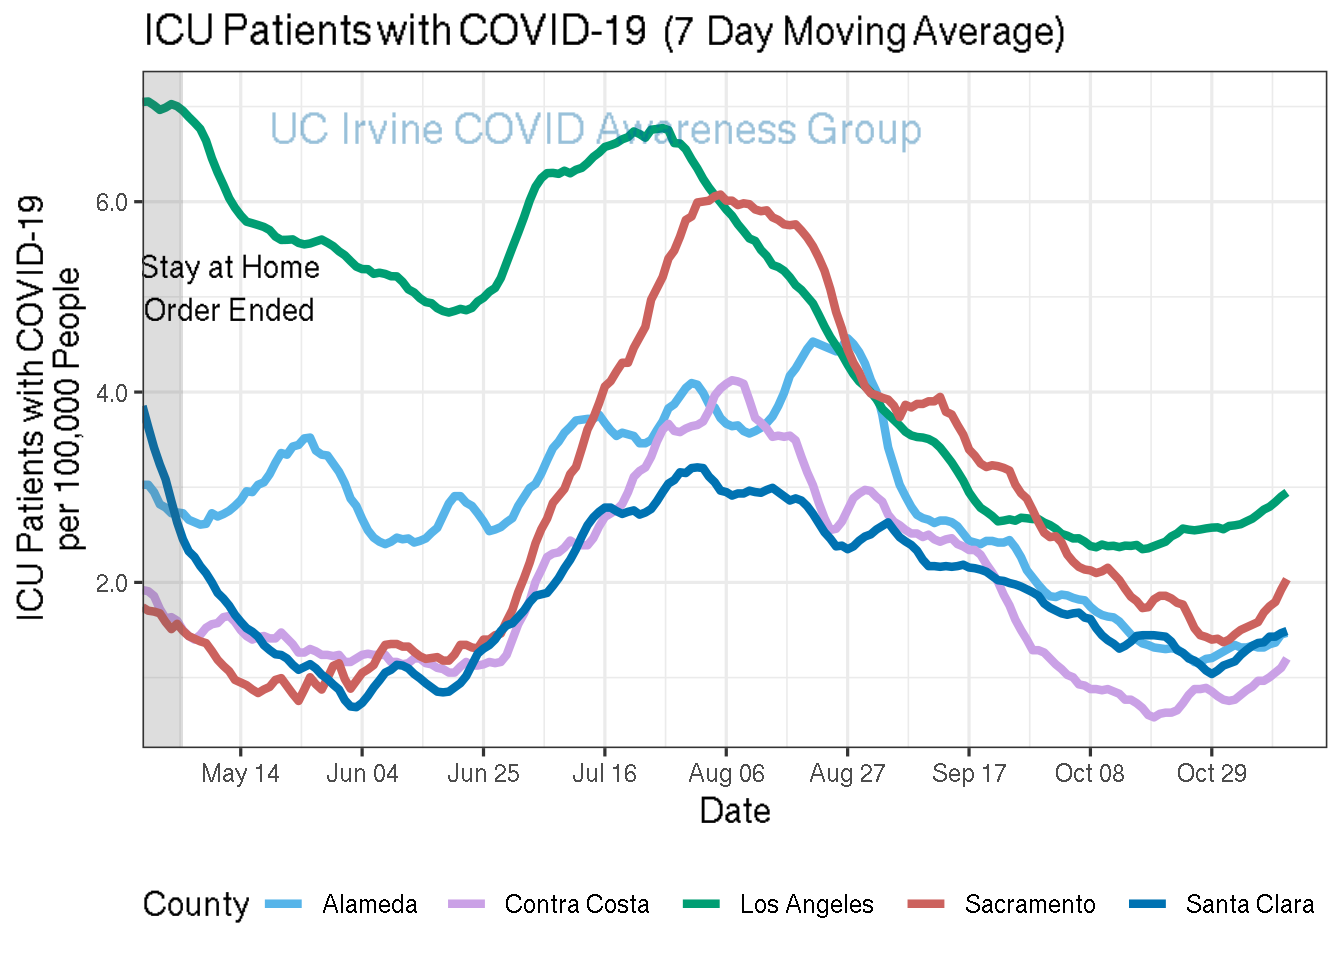 ICU Patients with COVID-19 (7 Day Moving Average)
UC Irvine COVID Awareness Group
ICU Patients with COVID-19
per 100,000 People
6.0
4.0
2.0
Stay at Home
Order Ended
May 14 Jun 04 Jun 25 Jul 16 Aug 06 Aug 27 Sep 17 Oct 08 Oct 29
Date
County Alameda Contra Costa Los Angeles Sacramento Santa Clara